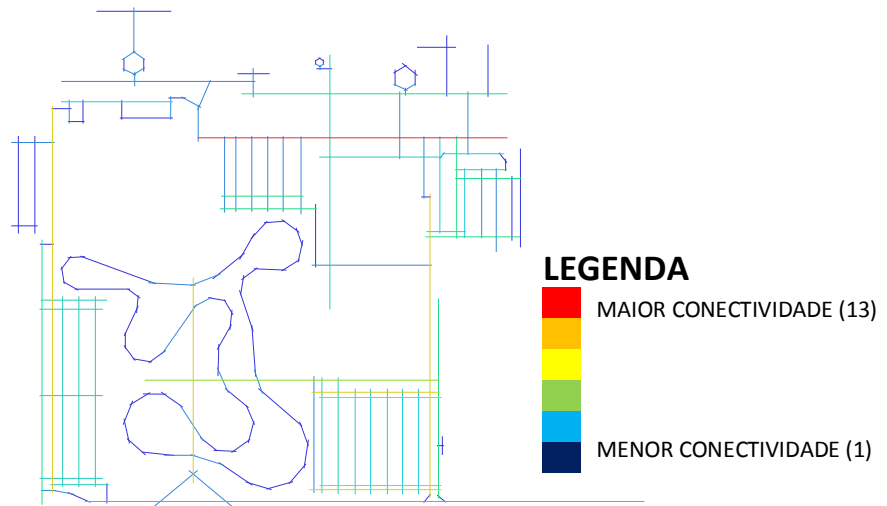 LEGENDA
MAIOR CONECTIVIDADE (13)
MENOR CONECTIVIDADE (1)